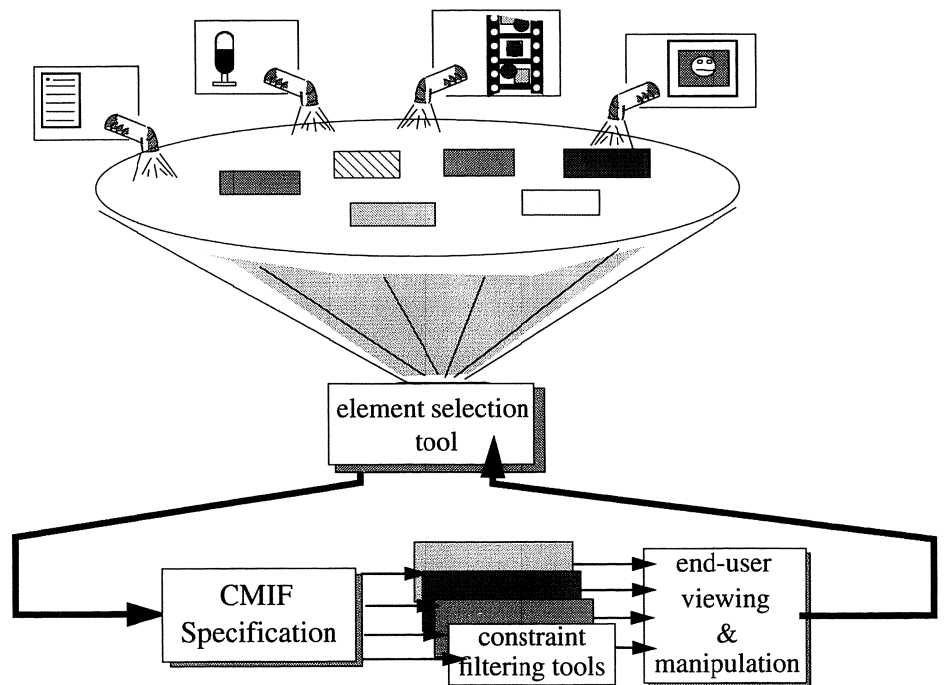 element selection
tool
CMIF
Specification
constraint
filtering tools
end-user
viewing
&
manipulation